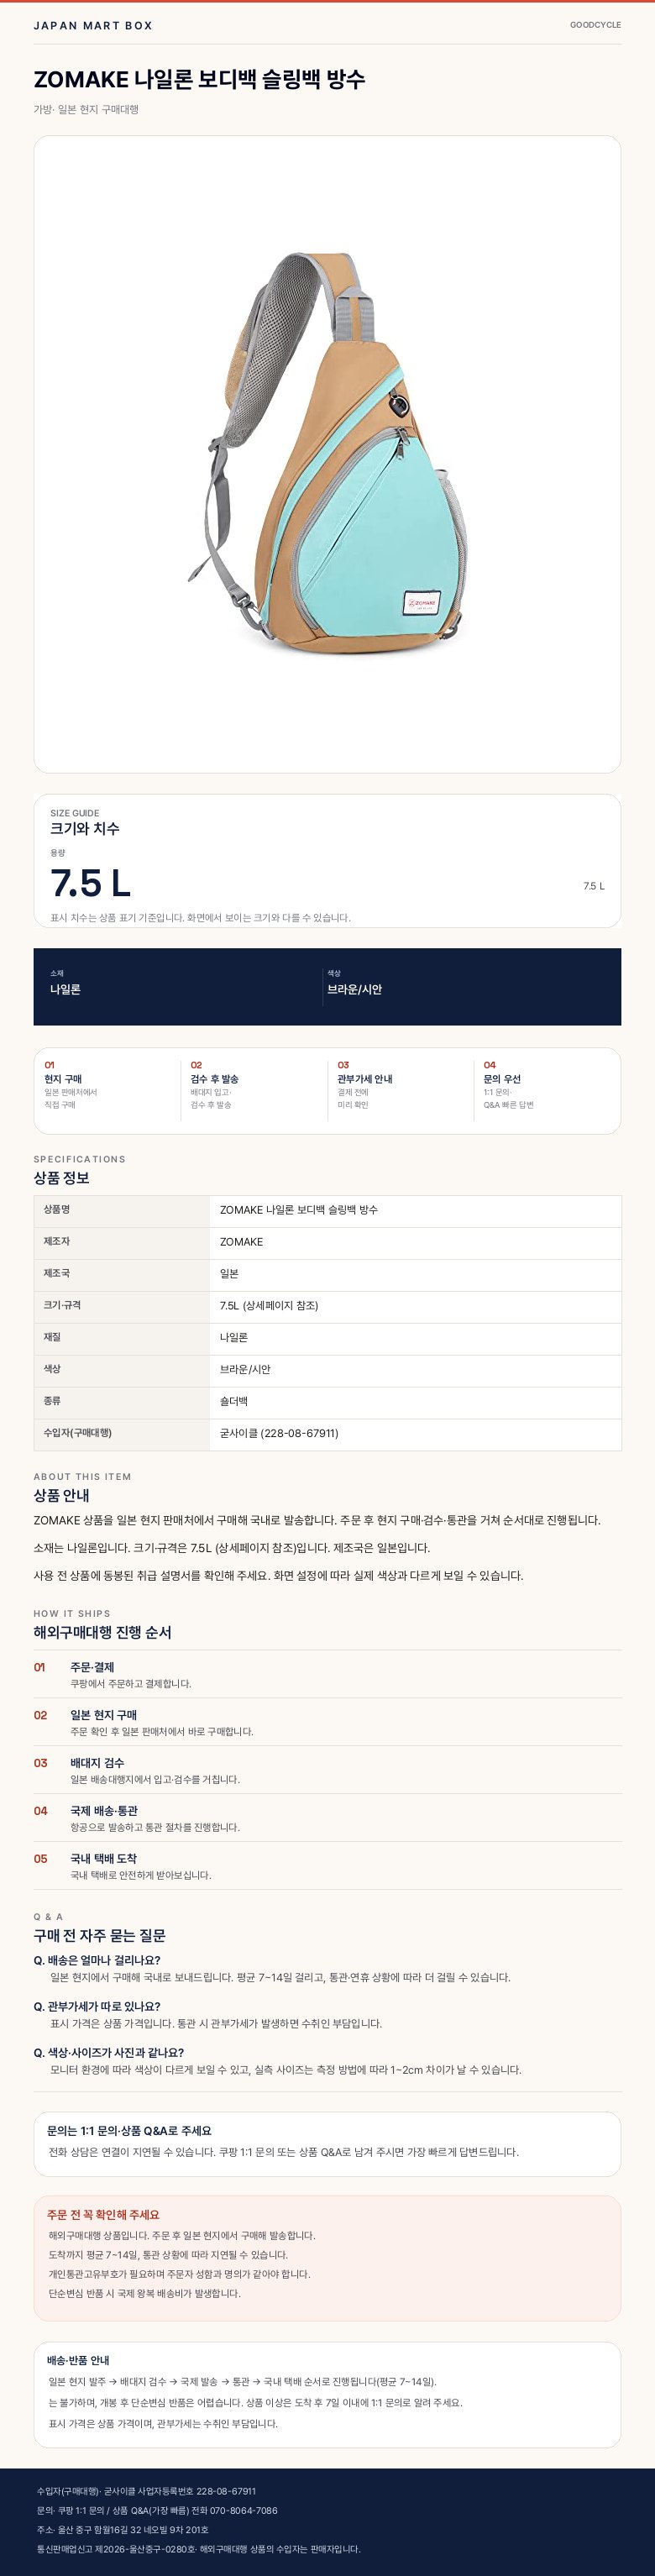 JAPAN MART BOX
GOODCYCLE
ZOMAKE 나일론 보디백 슬링백 방수
가방· 일본 현지 구매대행
ZOMAKE
SIZE GUIDE
크기와 치수
용량
7.5 L
7.5 L
표시 치수는 상품 표기 기준입니다. 화면에서 보이는 크기와 다를 수 있습니다.
소재
나일론
색상
브라운/시안
01
현지 구매
일본 판매처에서
직접 구매
02
검수 후 발송
배대지 입고·
검수 후 발송
03
관부가세 안내
결제 전에
미리 확인
04
문의 우선
1:1 문의·
Q&A 빠른 답변
SPECIFICATIONS
상품 정보
상품명 ZOMAKE 나일론 보디백 슬링백 방수
제조자 ZOMAKE
제조국 일본
크기·규격 7.5L (상세페이지 참조)
재질 나일론
색상 브라운/시안
종류 숄더백
수입자(구매대행) 굳사이클 (228-08-67911)
ABOUT THIS ITEM
상품 안내
ZOMAKE 상품을 일본 현지 판매처에서 구매해 국내로 발송합니다. 주문 후 현지 구매·검수·통관을 거쳐 순서대로 진행됩니다.
소재는 나일론입니다. 크기·규격은 7.5L (상세페이지 참조)입니다. 제조국은 일본입니다.
사용 전 상품에 동봉된 취급 설명서를 확인해 주세요. 화면 설정에 따라 실제 색상과 다르게 보일 수 있습니다.
HOW IT SHIPS
해외구매대행 진행 순서
01 주문·결제
쿠팡에서 주문하고 결제합니다.
02 일본 현지 구매
주문 확인 후 일본 판매처에서 바로 구매합니다.
03 배대지 검수
일본 배송대행지에서 입고·검수를 거칩니다.
04 국제 배송·통관
항공으로 발송하고 통관 절차를 진행합니다.
05 국내 택배 도착
국내 택배로 안전하게 받아보십니다.
Q & A
구매 전 자주 묻는 질문
Q. 배송은 얼마나 걸리나요?
일본 현지에서 구매해 국내로 보내드립니다. 평균 7~14일 걸리고, 통관·연휴 상황에 따라 더 걸릴 수 있습니다.
Q. 관부가세가 따로 있나요?
표시 가격은 상품 가격입니다. 통관 시 관부가세가 발생하면 수취인 부담입니다.
Q. 색상·사이즈가 사진과 같나요?
모니터 환경에 따라 색상이 다르게 보일 수 있고, 실측 사이즈는 측정 방법에 따라 1~2cm 차이가 날 수 있습니다.
문의는 1:1 문의·상품 Q&A로 주세요
전화 상담은 연결이 지연될 수 있습니다. 쿠팡 1:1 문의 또는 상품 Q&A로 남겨 주시면 가장 빠르게 답변드립니다.
주문 전 꼭 확인해 주세요
해외구매대행 상품입니다. 주문 후 일본 현지에서 구매해 발송합니다.
도착까지 평균 7~14일, 통관 상황에 따라 지연될 수 있습니다.
개인통관고유부호가 필요하며 주문자 성함과 명의가 같아야 합니다.
단순변심 반품 시 국제 왕복 배송비가 발생합니다.
배송·반품 안내
일본 현지 발주 → 배대지 검수 → 국제 발송 → 통관 → 국내 택배 순서로 진행됩니다(평균 7~14일).
는 불가하며, 개봉 후 단순변심 반품은 어렵습니다. 상품 이상은 도착 후 7일 이내에 1:1 문의로 알려 주세요.
표시 가격은 상품 가격이며, 관부가세는 수취인 부담입니다.
수입자(구매대행)· 굳사이클 사업자등록번호 228-08-67911
문의· 쿠팡 1:1 문의 / 상품 Q&A(가장 빠름) 전화 070-8064-7086
주소· 울산 중구 함월16길 32 네오빌 9차 201호
통신판매업신고 제2026-울산중구-0280호· 해외구매대행 상품의 수입자는 판매자입니다.